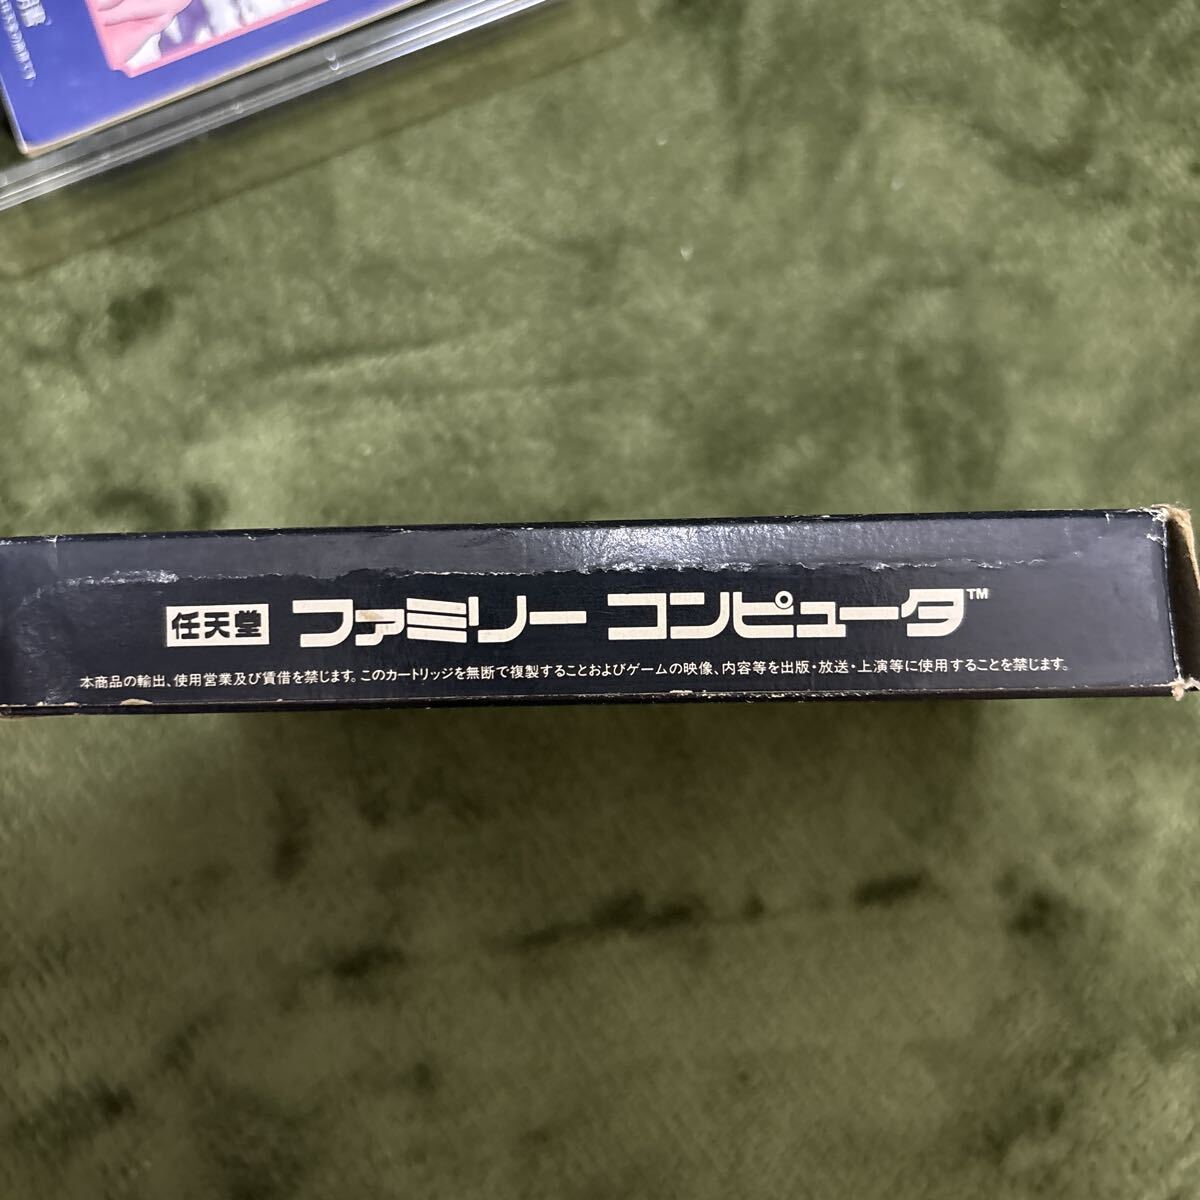 任天堂 ファミリー コンピュータ™
本商品の輸出、使用営業及び賃借を禁じます。このカートリッジを無断で複製することおよびゲームの映像、内容等を出版・放送・上演等に使用することを禁じます。